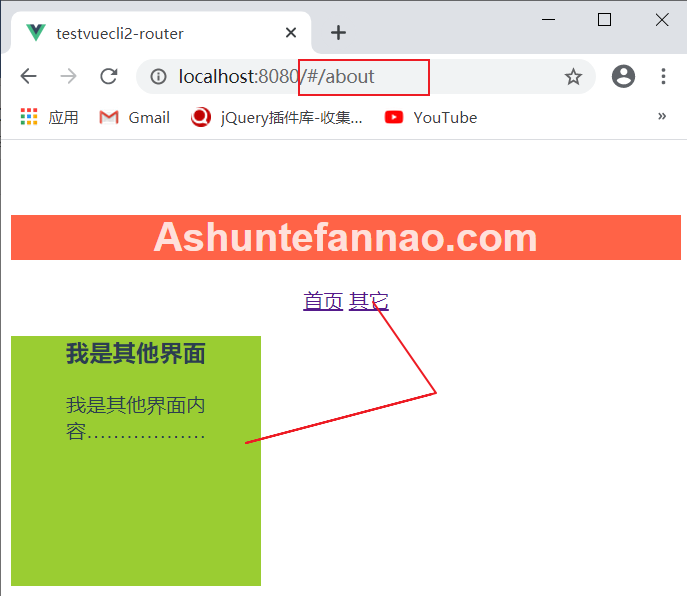 testvuecli2-router
localhost:8080/#/about
应用 Gmail jQuery插件库-收集... YouTube »
Ashuntefannao.com
首页 其它
我是其他界面
我是其他界面内
容………………